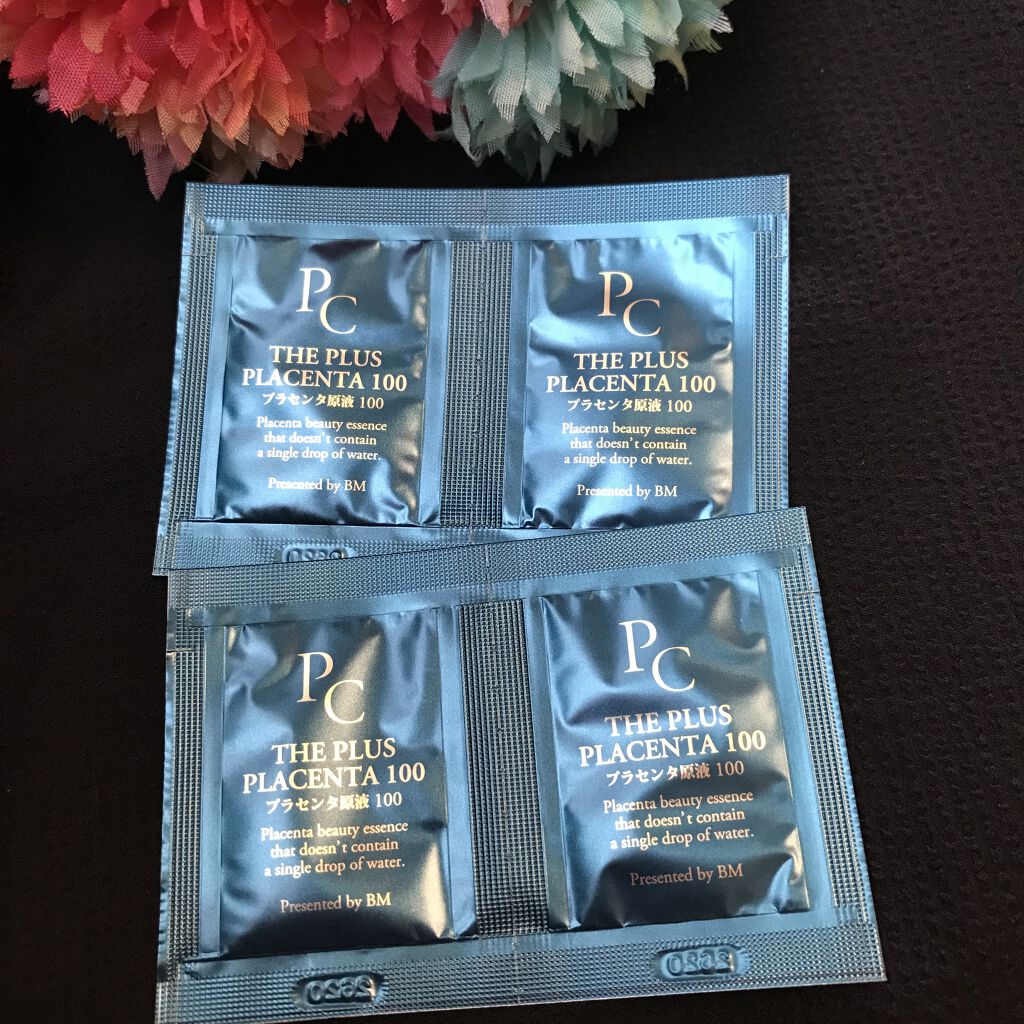 PC
THE PLUS
PLACENTA 100
プラセンタ原液 100
Placenta beauty essence
that doesn't contain
a single drop of water.
Presented by BM
PC
THE PLUS
PLACENTA 100
プラセンタ原液 100
Placenta beauty essence
that doesn't contain
a single drop of water.
Presented by BM
PC
THE PLUS
PLACENTA 100
プラセンタ原液 100
Placenta beauty essence
that doesn't contain
a single drop of water.
Presented by BM
PC
THE PLUS
PLACENTA 100
プラセンタ原液 100
Placenta beauty essence
that doesn't contain
a single drop of water.
Presented by BM